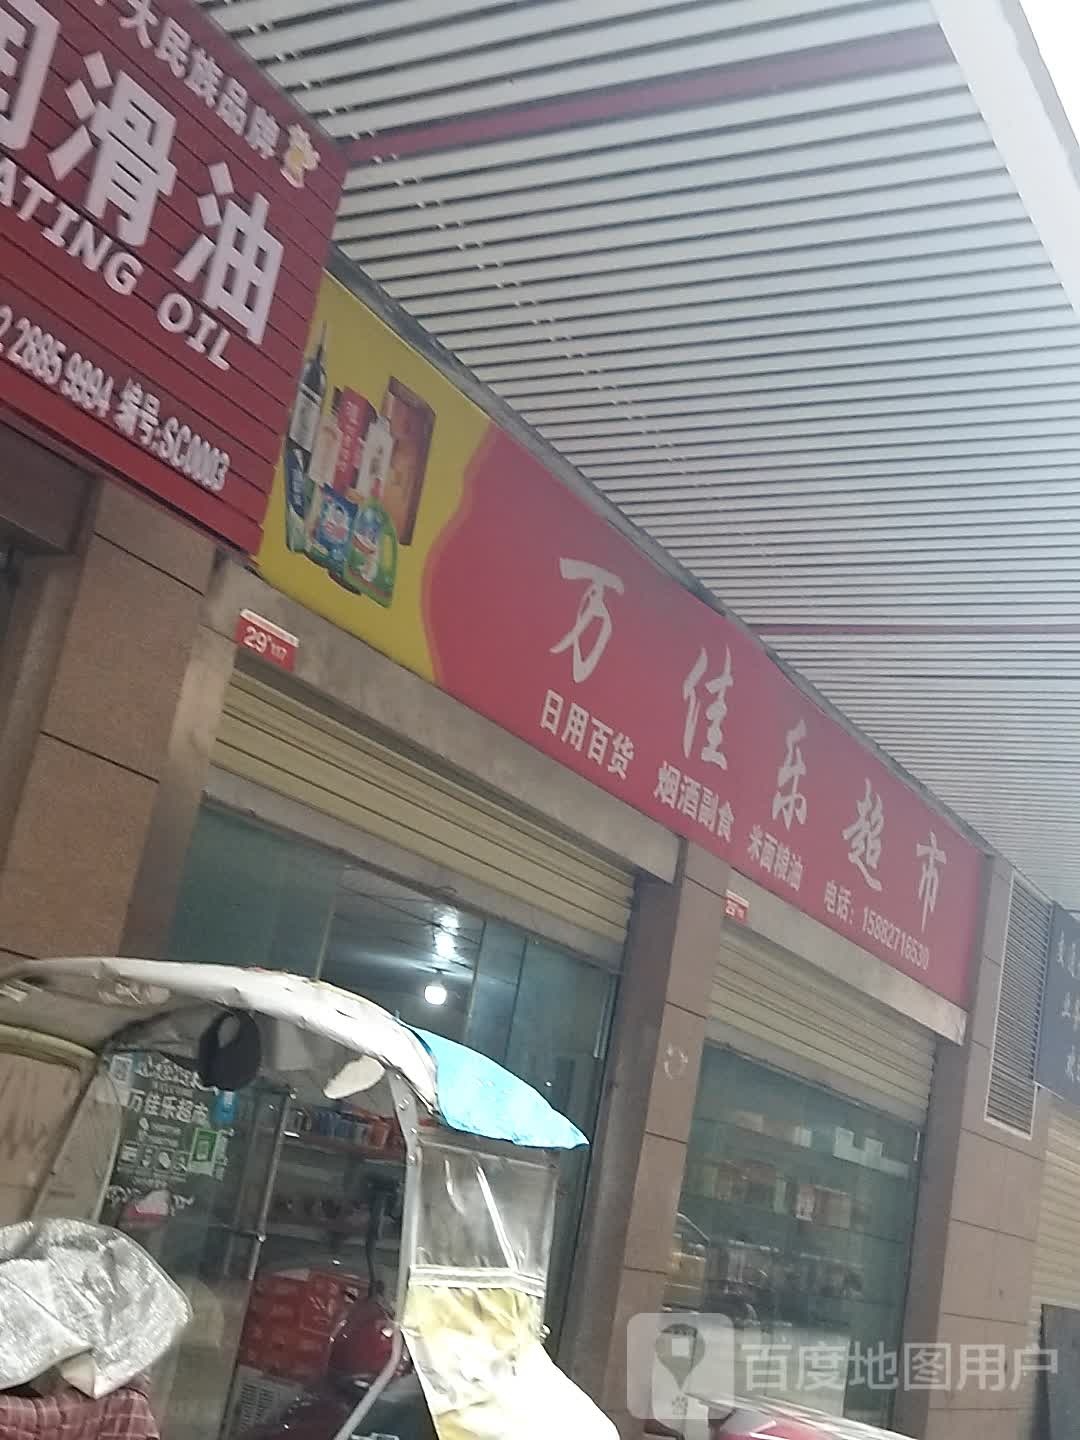 大民族品牌
润滑油
ATING OIL
2 2885 9994 编号:SC0003
29
万佳乐超市
日用百货 烟酒副食 米面粮油 电话：15882716530
万佳乐超市
百度地图用户